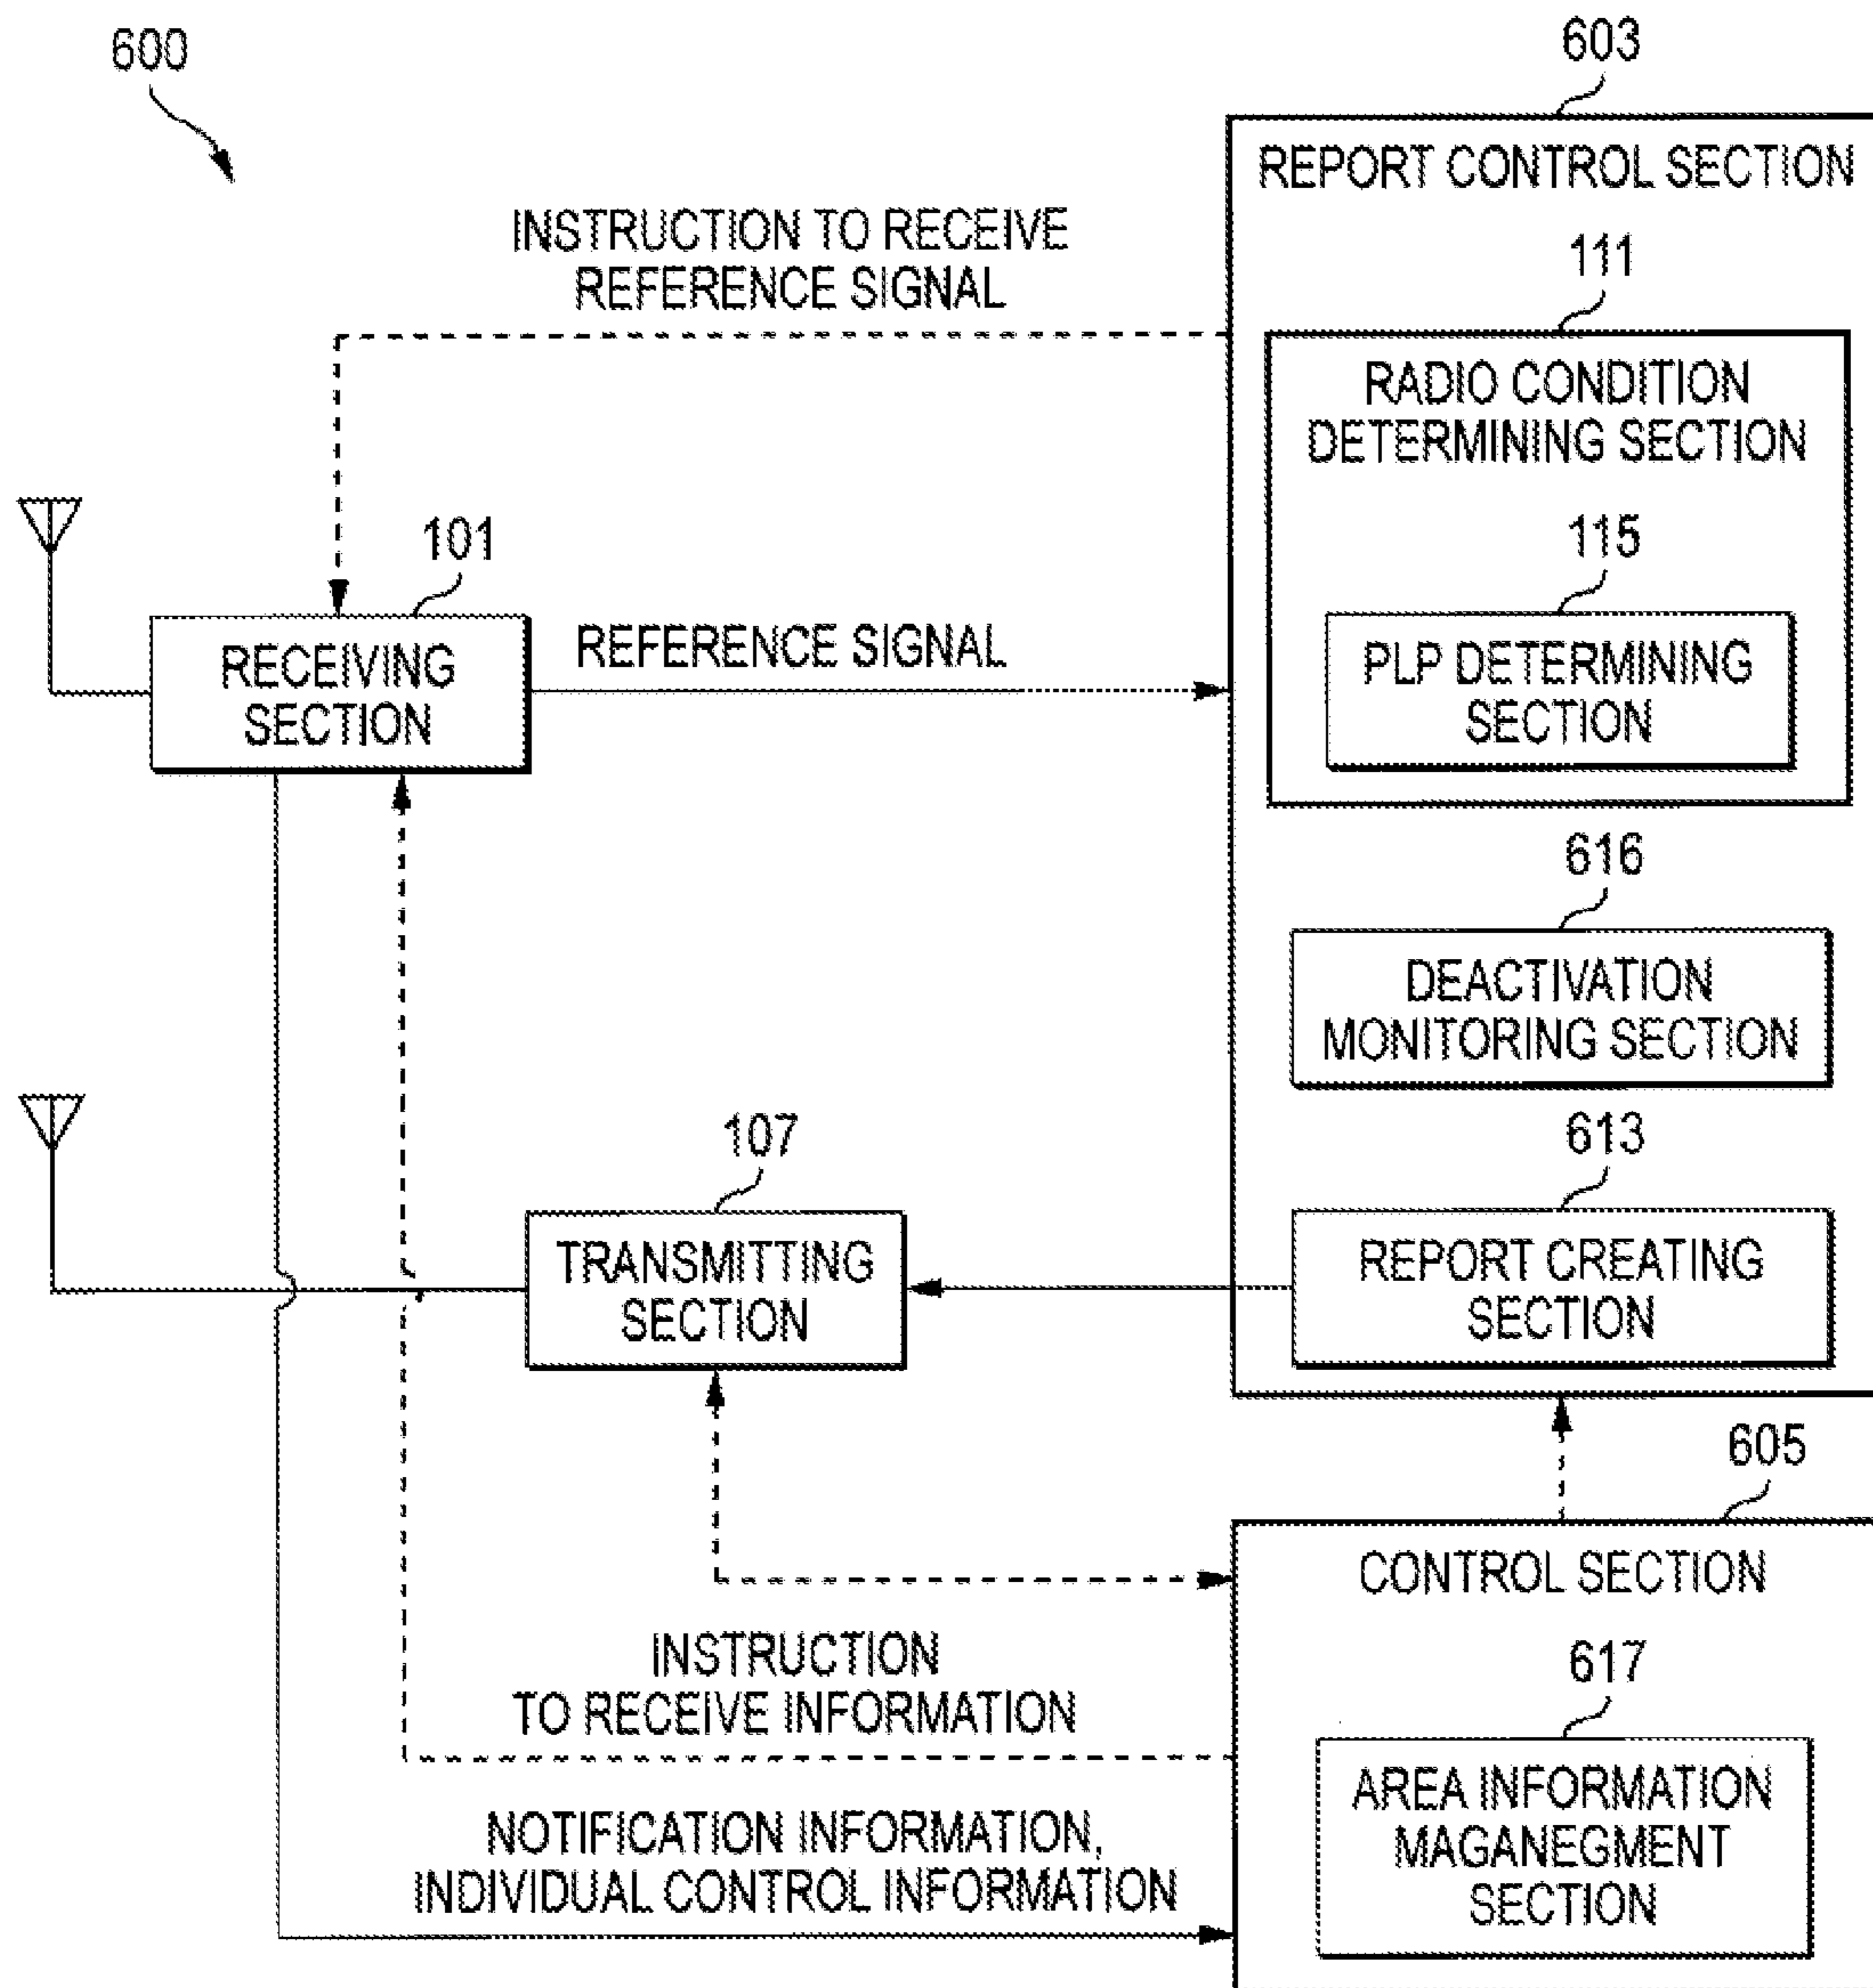 600
603
REPORT CONTROL SECTION
INSTRUCTION TO RECEIVE
REFERENCE SIGNAL
111
RADIO CONDITION
DETERMINING SECTION
101
115
RECEIVING
SECTION
REFERENCE SIGNAL
PLP DETERMINING
SECTION
616
DEACTIVATION
MONITORING SECTION
107
613
TRANSMITTING
SECTION
REPORT CREATING
SECTION
605
CONTROL SECTION
INSTRUCTION
TO RECEIVE INFORMATION
617
AREA INFORMATION
MAGANEGMENT
SECTION
NOTIFICATION INFORMATION,
INDIVIDUAL CONTROL INFORMATION